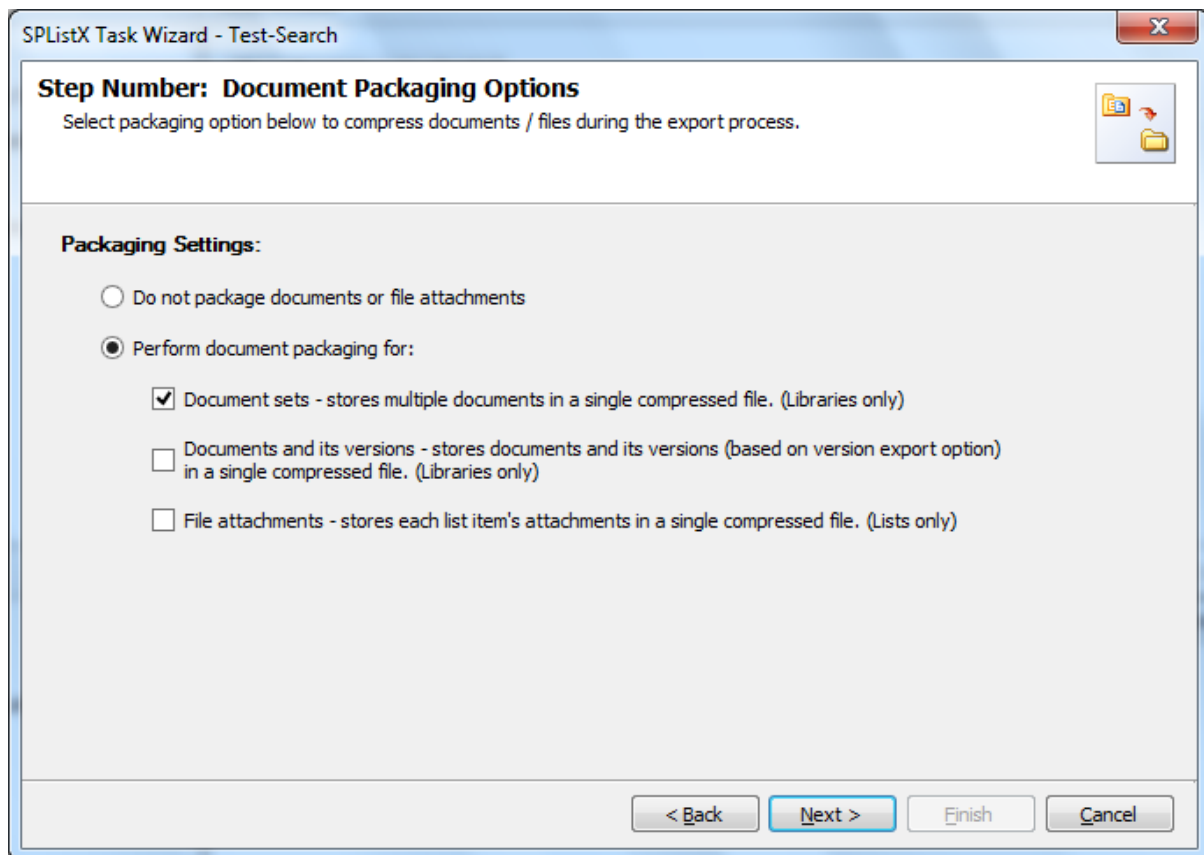 SPListX Task Wizard - Test-Search
Step Number:  Document Packaging Options
Select packaging option below to compress documents / files during the export process.
Packaging Settings:
Do not package documents or file attachments
Perform document packaging for:
Document sets - stores multiple documents in a single compressed file. (Libraries only)
Documents and its versions - stores documents and its versions (based on version export option)
in a single compressed file. (Libraries only)
File attachments - stores each list item's attachments in a single compressed file. (Lists only)
< Back Next > Finish Cancel